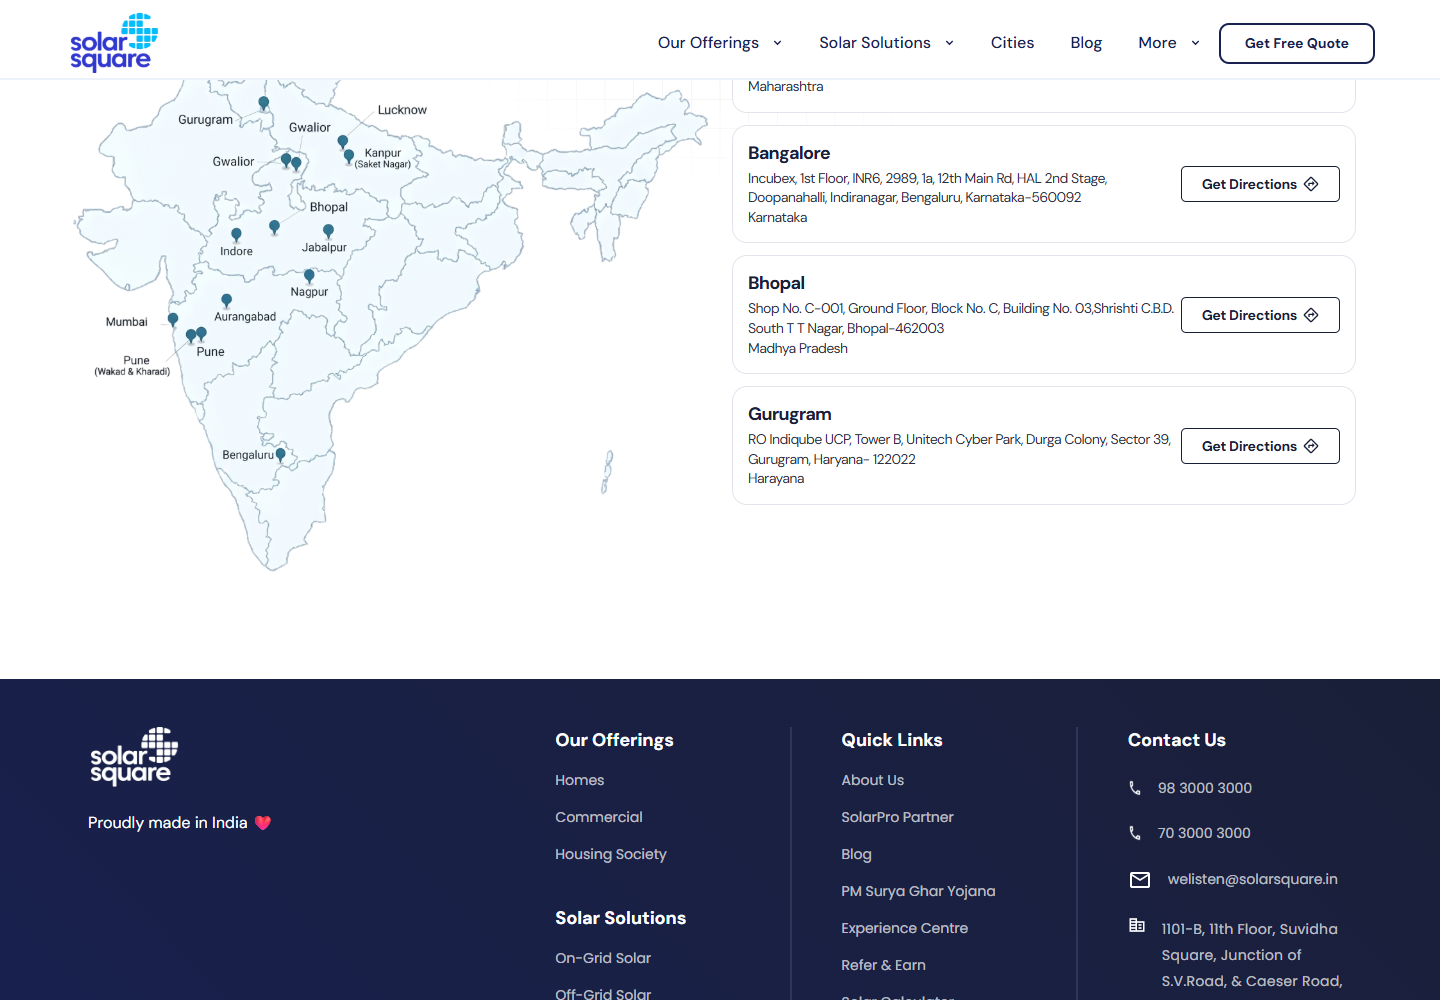 solar
square
Our Offerings
Solar Solutions
Cities
Blog
More
Get Free Quote
Gurugram
Lucknow
Gwalior
Gwalior
Kanpur
(Saket Nagar)
Bhopal
Indore
Jabalpur
Nagpur
Aurangabad
Mumbai
Pune
Pune
(Wakad & Kharadi)
Bengaluru
Maharashtra
Bangalore
Incubex, 1st Floor, INR6, 2989, 1a, 12th Main Rd, HAL 2nd Stage,
Doopanahalli, Indiranagar, Bengaluru, Karnataka-560092
Karnataka
Get Directions
Bhopal
Shop No. C-001, Ground Floor, Block No. C, Building No. 03,Shrishti C.B.D.
South T T Nagar, Bhopal-462003
Madhya Pradesh
Get Directions
Gurugram
RO Indiqube UCP, Tower B, Unitech Cyber Park, Durga Colony, Sector 39,
Gurugram, Haryana- 122022
Harayana
Get Directions
solar
square
Proudly made in India
Our Offerings
Homes
Commercial
Housing Society
Solar Solutions
On-Grid Solar
Off-Grid Solar
Quick Links
About Us
SolarPro Partner
Blog
PM Surya Ghar Yojana
Experience Centre
Refer & Earn
Solar Calculator
Contact Us
98 3000 3000
70 3000 3000
welisten@solarsquare.in
1101-B, 11th Floor, Suvidha
Square, Junction of
S.V.Road, & Caeser Road,